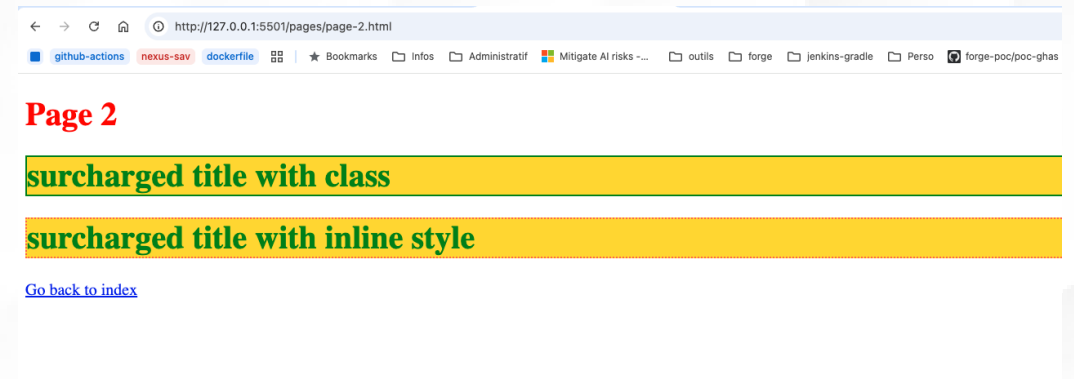 http://127.0.0.1:5501/pages/page-2.html
github-actions nexus-sav dockerfile Bookmarks Infos Administratif Mitigate AI risks -... outils forge jenkins-gradle Perso forge-poc/poc-ghas
Page 2
surcharged title with class
surcharged title with inline style
Go back to index